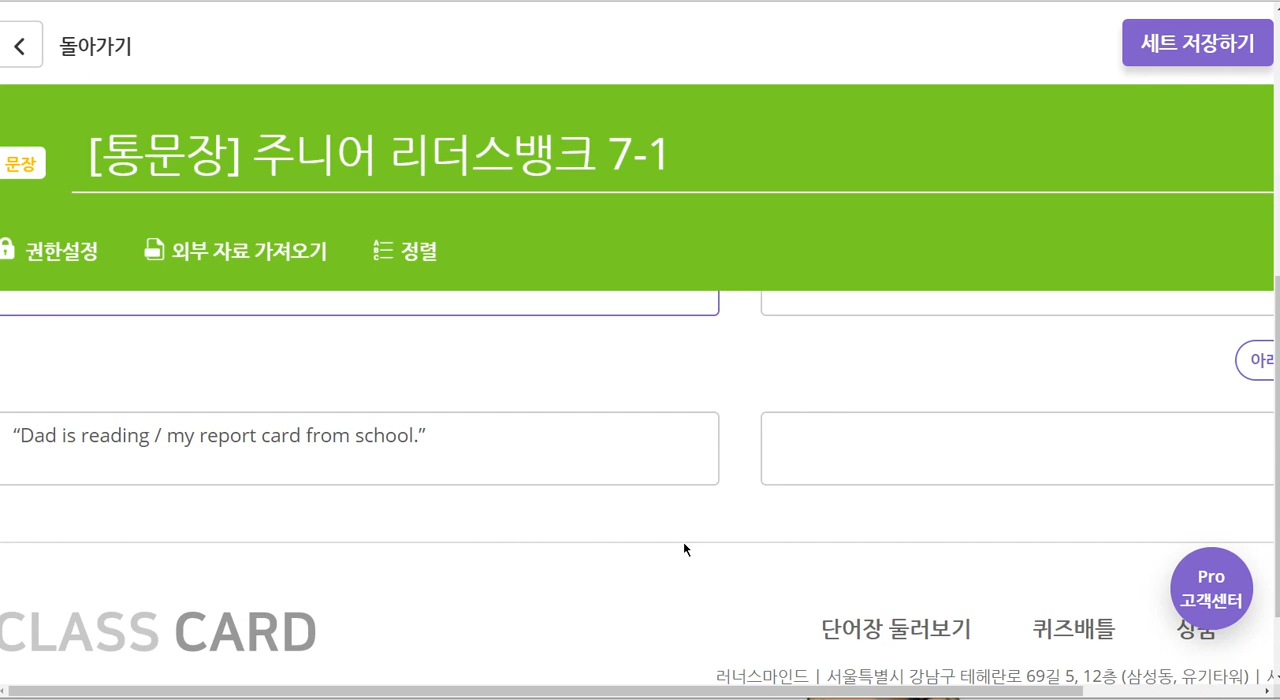 돌아가기
세트 저장하기
문장
[통문장] 주니어 리더스뱅크 7-1
권한설정
외부 자료 가져오기
정렬
“Dad is reading / my report card from school.”
Pro
고객센터
CLASS CARD
단어장 둘러보기
퀴즈배틀
상품
러너스마인드 | 서울특별시 강남구 테헤란로 69길 5, 12층 (삼성동, 유기타워) |